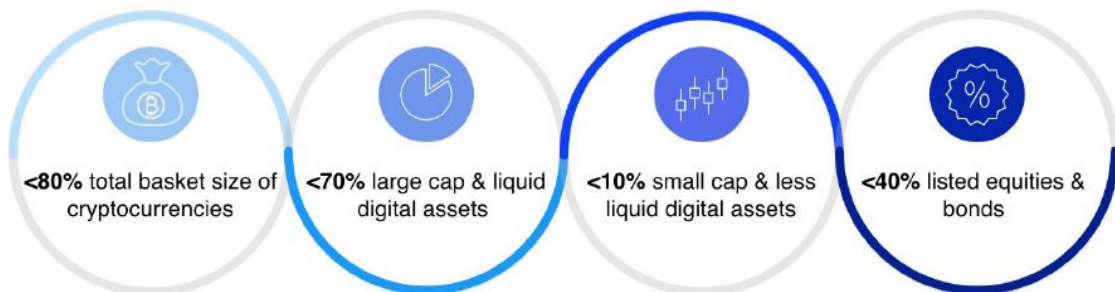 <80% total basket size of
cryptocurrencies
<70% large cap & liquid
digital assets
<10% small cap & less
liquid digital assets
<40% listed equities &
bonds